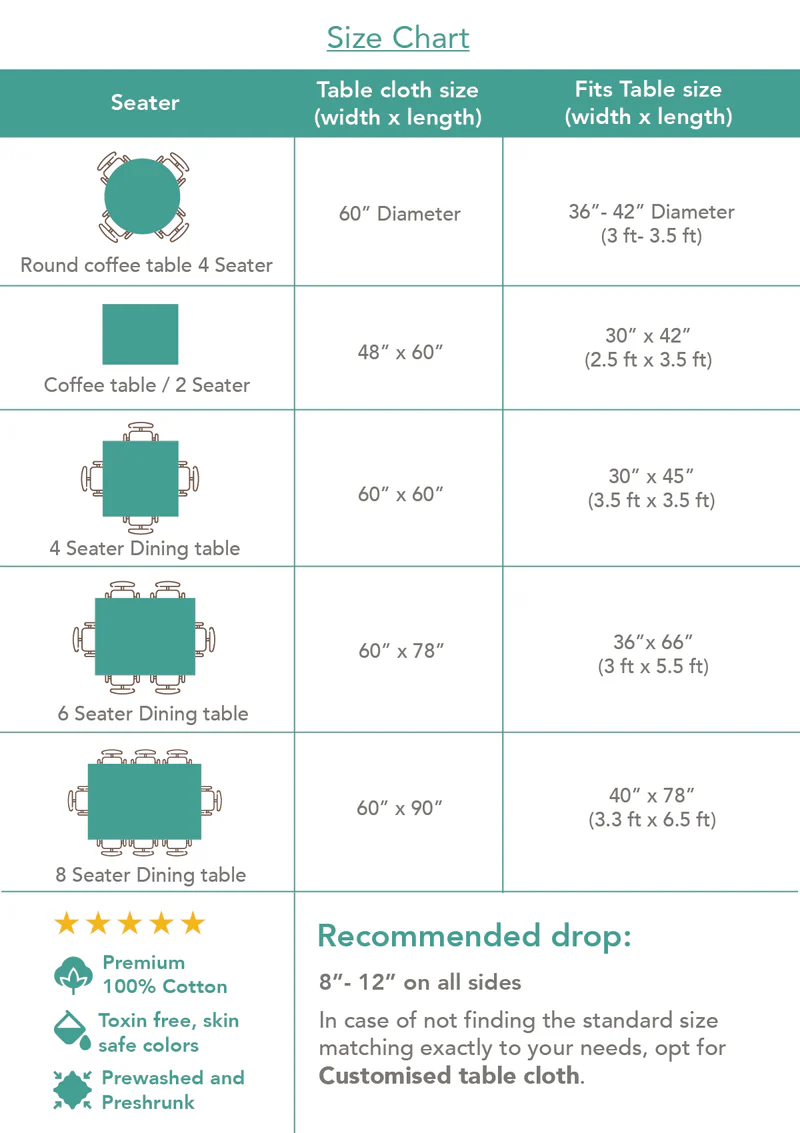 Size Chart
Seater
Table cloth size
(width x length)
Fits Table size
(width x length)
Round coffee table 4 Seater
60” Diameter
36”- 42” Diameter
(3 ft- 3.5 ft)
Coffee table / 2 Seater
48” x 60”
30” x 42”
(2.5 ft x 3.5 ft)
4 Seater Dining table
60” x 60”
30” x 45”
(3.5 ft x 3.5 ft)
6 Seater Dining table
60” x 78”
36”x 66”
(3 ft x 5.5 ft)
8 Seater Dining table
60” x 90”
40” x 78”
(3.3 ft x 6.5 ft)
Premium
100% Cotton
Toxin free, skin
safe colors
Prewashed and
Preshrunk
Recommended drop:
8”- 12” on all sides
In case of not finding the standard size
matching exactly to your needs, opt for
Customised table cloth.